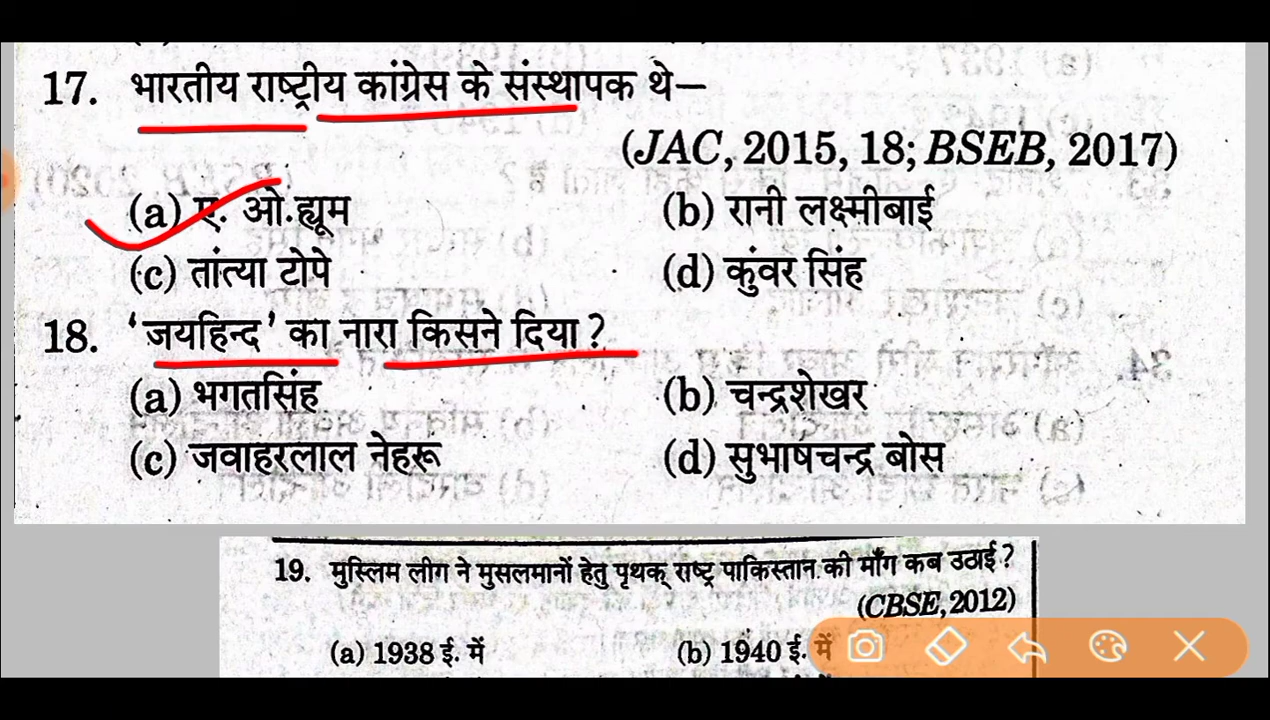 17. भारतीय राष्ट्रीय कांग्रेस के संस्थापक थे—
(JAC, 2015, 18; BSEB, 2017)
(a) ए. ओ. ह्यूम (b) रानी लक्ष्मीबाई
(c) तांत्या टोपे (d) कुंवर सिंह
18. 'जयहिन्द' का नारा किसने दिया?
(a) भगतसिंह (b) चन्द्रशेखर
(c) जवाहरलाल नेहरू (d) सुभाषचन्द्र बोस
19. मुस्लिम लीग ने मुसलमानों हेतु पृथक् राष्ट्र पाकिस्तान की माँग कब उठाई?
(CBSE, 2012)
(a) 1938 ई. में (b) 1940 ई. में